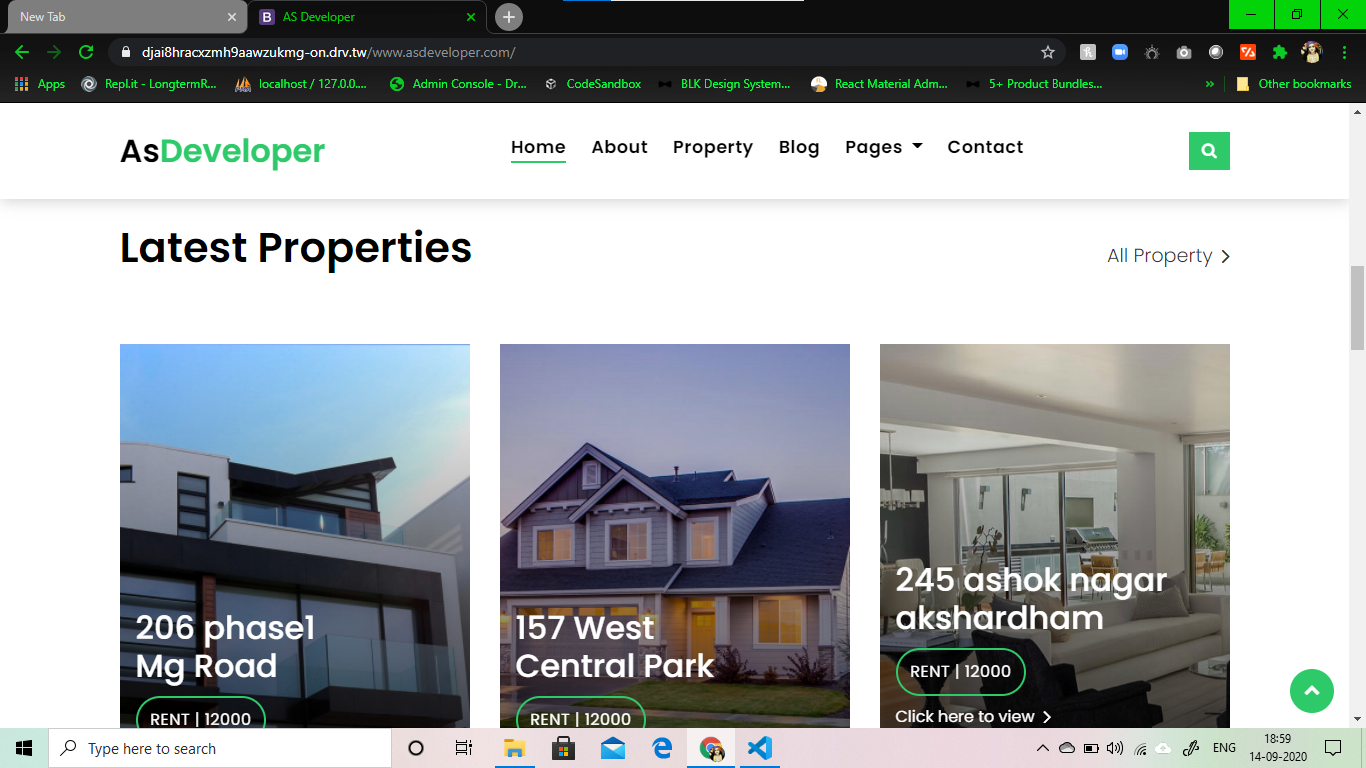 New Tab
AS Developer
djai8hracxzmh9aawzukmg-on.drv.tw/www.asdeveloper.com/
Apps
Repl.it - LongtermR...
localhost / 127.0.0....
Admin Console - Dr...
CodeSandbox
BLK Design System...
React Material Adm...
5+ Product Bundles...
»
Other bookmarks
AsDeveloper
Home
About
Property
Blog
Pages
Contact
Latest Properties
All Property
206 phase1
Mg Road
RENT | 12000
157 West
Central Park
RENT | 12000
245 ashok nagar
akshardham
RENT | 12000
Click here to view
Type here to search
ENG
18:59
14-09-2020